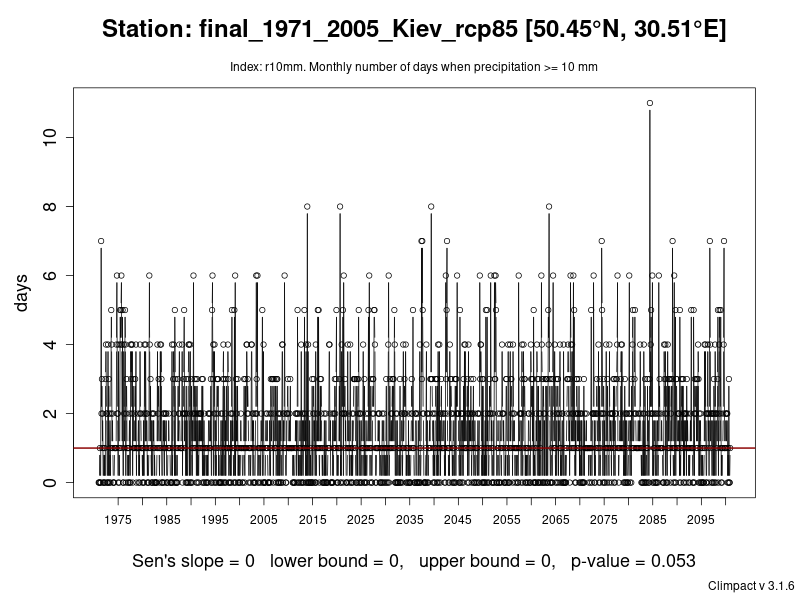 Station: final_1971_2005_Kiev_rcp85 [50.45°N, 30.51°E]
Index: r10mm. Monthly number of days when precipitation >= 10 mm
days
10
8
6
4
2
0
1975 1985 1995 2005 2015 2025 2035 2045 2055 2065 2075 2085 2095
Sen's slope = 0 lower bound = 0, upper bound = 0, p-value = 0.053
Climpact v 3.1.6